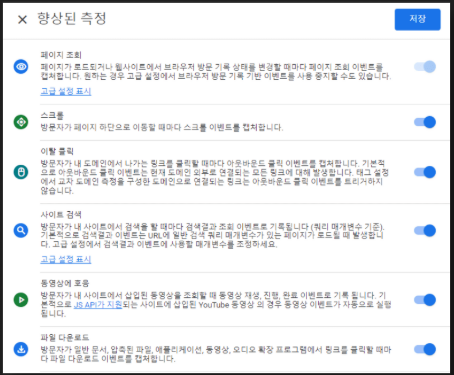 향상된 측정
저장
페이지 조회
페이지가 로드되거나 웹사이트에서 브라우저 방문 기록 상태를 변경할 때마다 페이지 조회 이벤트를
캡처합니다. 원하는 경우 고급 설정에서 브라우저 방문 기록 기반 이벤트를 사용 중지할 수도 있습니다.
고급 설정 표시
스크롤
방문자가 페이지 하단으로 이동할 때마다 스크롤 이벤트를 캡처합니다.
이탈 클릭
방문자가 내 도메인에서 나가는 링크를 클릭할 때마다 아웃바운드 클릭 이벤트를 캡처합니다. 기본적
으로 아웃바운드 클릭 이벤트는 현재 도메인 외부로 연결되는 모든 링크에 대해 발생합니다. 태그 설정
에서 교차 도메인 측정을 구성한 도메인으로 연결되는 링크는 아웃바운드 클릭 이벤트를 트리거하지
않습니다.
사이트 검색
방문자가 내 사이트에서 검색을 할 때마다 검색결과 조회 이벤트로 기록됩니다 (쿼리 매개변수 기준).
기본적으로 검색결과 이벤트는 URL에 일반 검색 쿼리 매개변수가 있는 페이지가 로드될 때 발생합니
다. 고급 설정에서 검색결과 이벤트에 사용할 매개변수를 조정하세요.
고급 설정 표시
동영상에 호응
방문자가 내 사이트에서 삽입된 동영상을 조회할 때 동영상 재생, 진행, 완료 이벤트로 기록 됩니다. 기
본적으로 JS API가 지원되는 사이트에 삽입된 YouTube 동영상 의 경우 동영상 이벤트가 자동으로 실행
됩니다.
파일 다운로드
방문자가 일반 문서, 압축된 파일, 애플리케이션, 동영상, 오디오 확장 프로그램에서 링크를 클릭할 때마
다 파일 다운로드 이벤트를 캡처합니다.